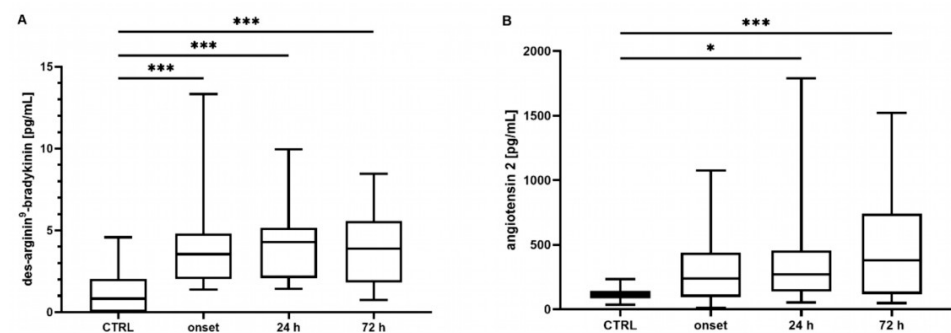 A
***
***
***
des-arginin⁹-bradykinin [pg/mL]
15
10
5
0
CTRL onset 24 h 72 h
B
***
*
angiotensin 2 [pg/mL]
2000
1500
1000
500
0
CTRL onset 24 h 72 h